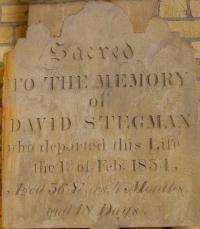 Sacred
TO THE MEMORY
of
DAVID STEGMAN
who departed this Life
the 1st of Feb. 1854,
Aged 56 Years, 4 Months,
and 18 Days.